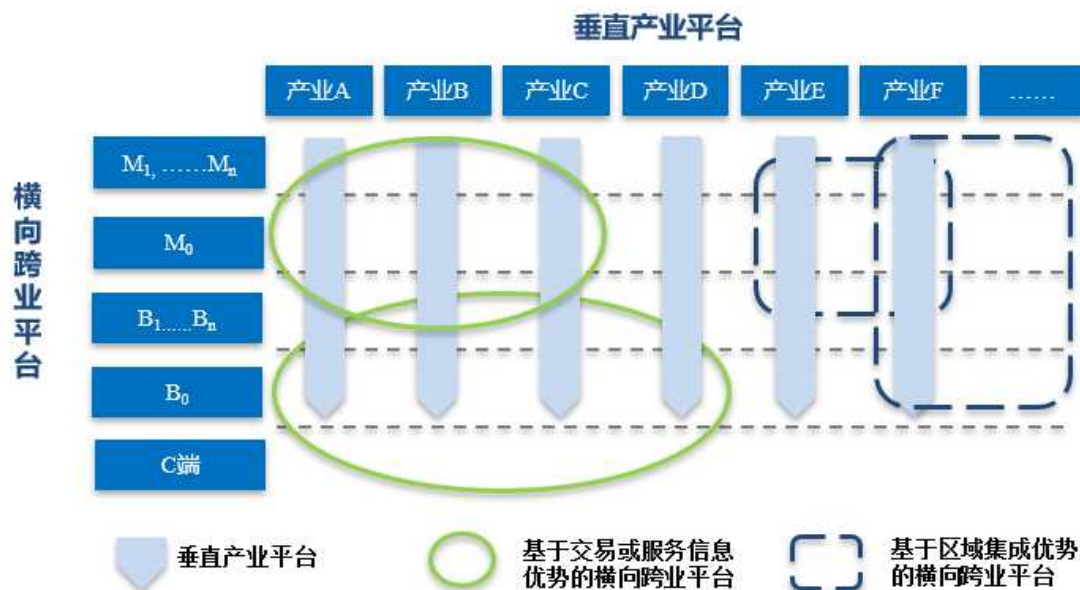 垂直产业平台
产业A 产业B 产业C 产业D 产业E 产业F ……
横向跨业平台
M1, ……Mn
M0
B1……Bn
B0
C端
垂直产业平台
基于交易或服务信息
优势的横向跨业平台
基于区域集成优势
的横向跨业平台